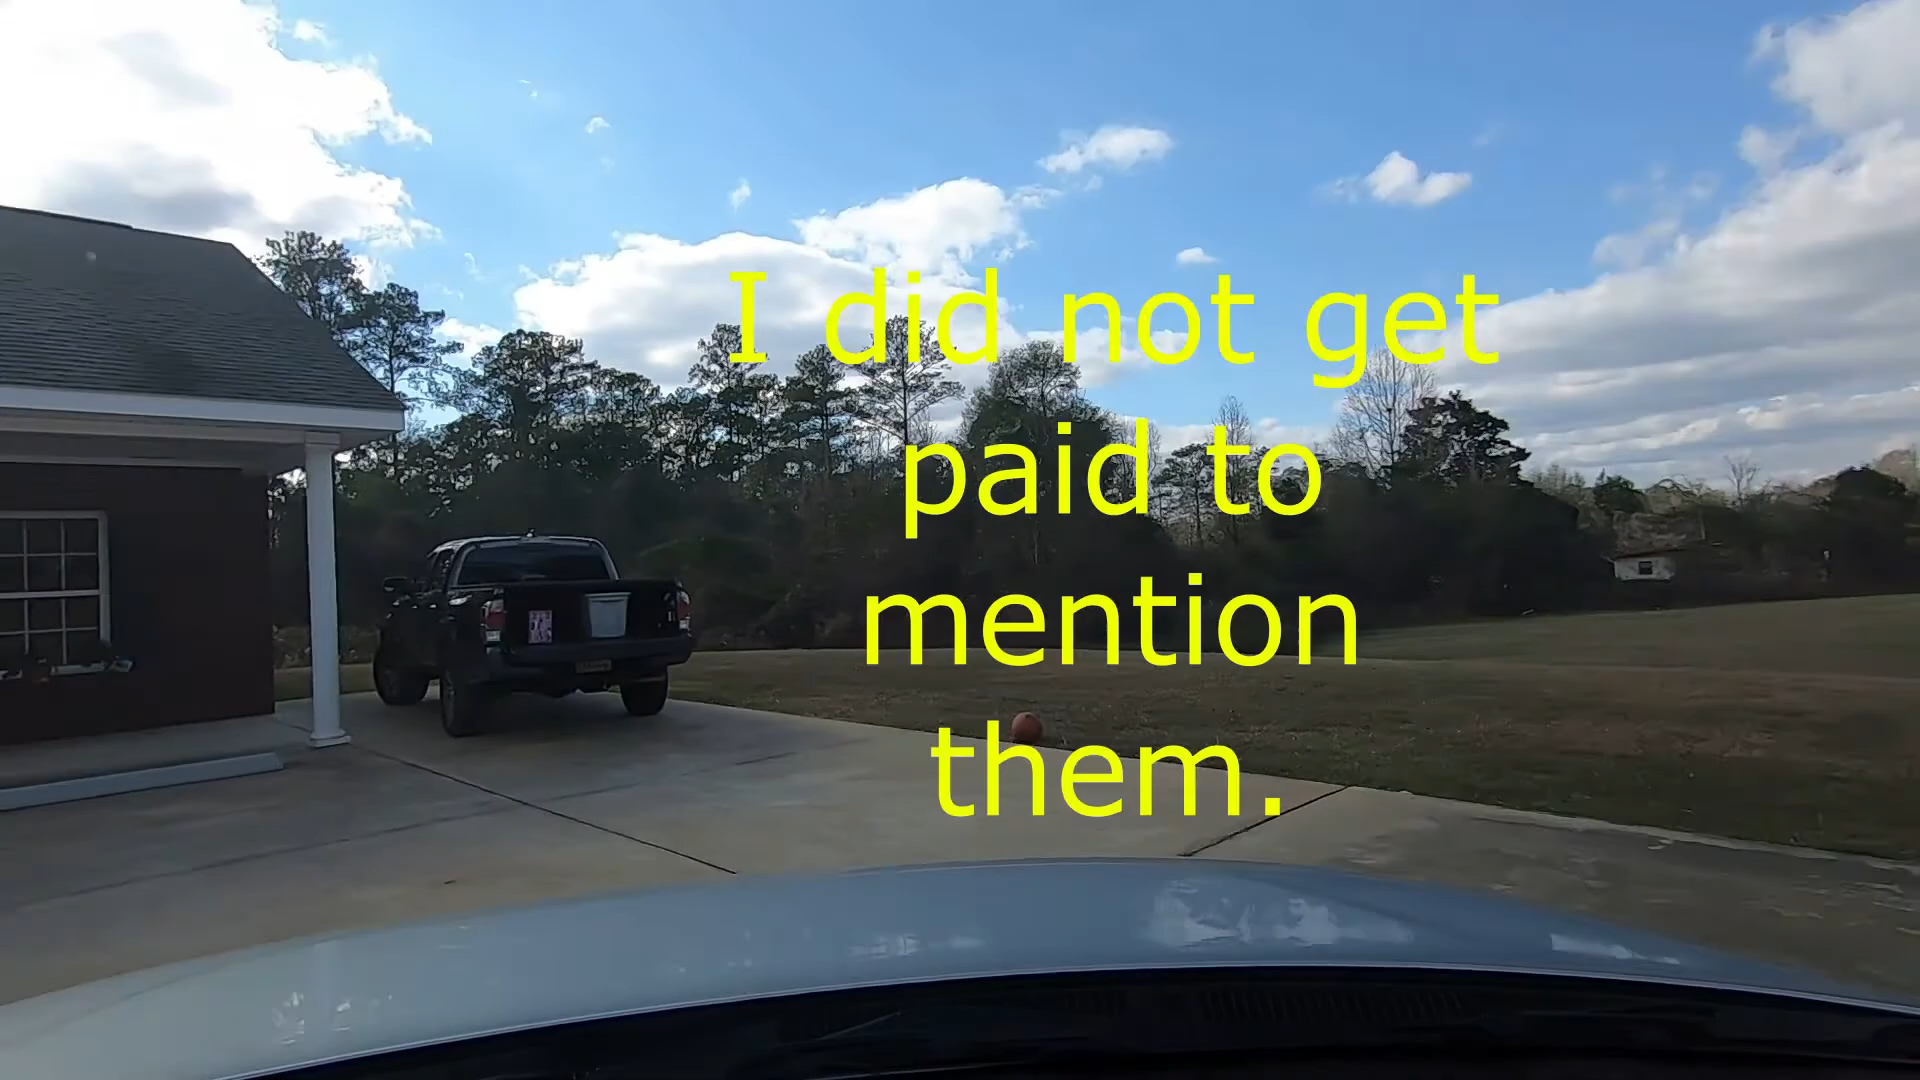 I did not get
paid to
mention
them.